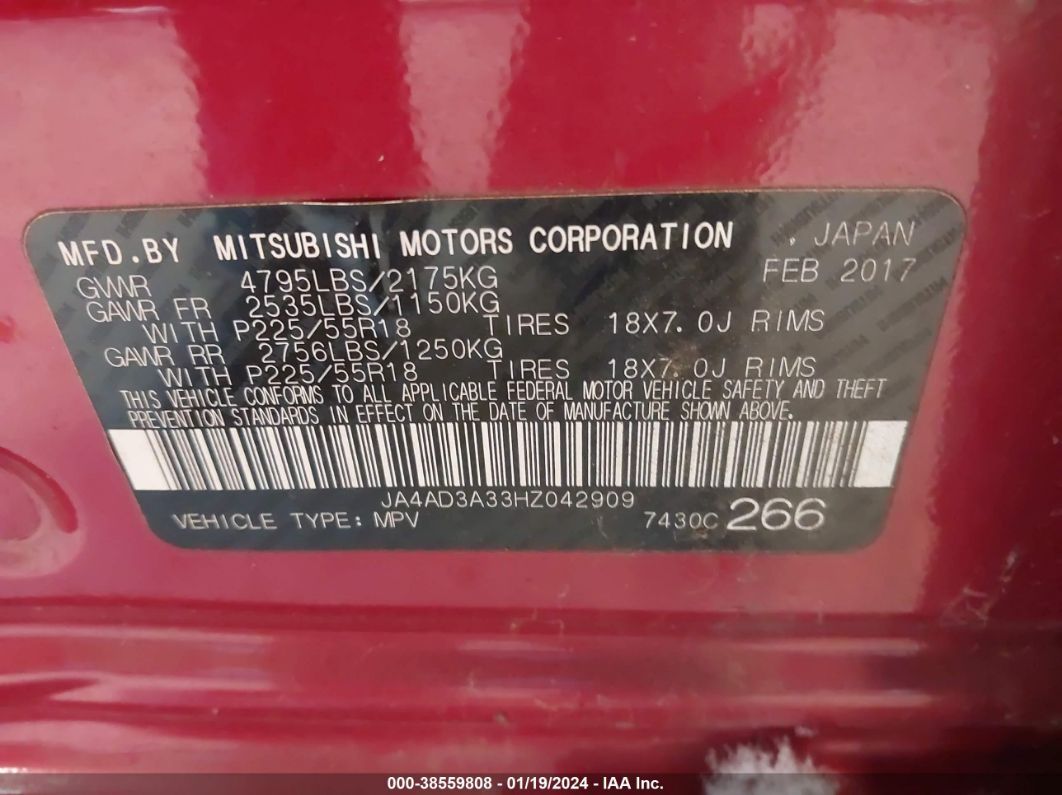 MFD.BY MITSUBISHI MOTORS CORPORATION , JAPAN
GVWR 4795LBS/2175KG FEB 2017
GAWR FR 2535LBS/1150KG
WITH P225/55R18 TIRES 18X7.0J RIMS
GAWR RR 2756LBS/1250KG
WITH P225/55R18 TIRES 18X7.0J RIMS
THIS VEHICLE CONFORMS TO ALL APPLICABLE FEDERAL MOTOR VEHICLE SAFETY AND THEFT
PREVENTION STANDARDS IN EFFECT ON THE DATE OF MANUFACTURE SHOWN ABOVE.
JA4AD3A33HZ042909
VEHICLE TYPE: MPV 7430C 266
000-38559808 - 01/19/2024 - IAA Inc.